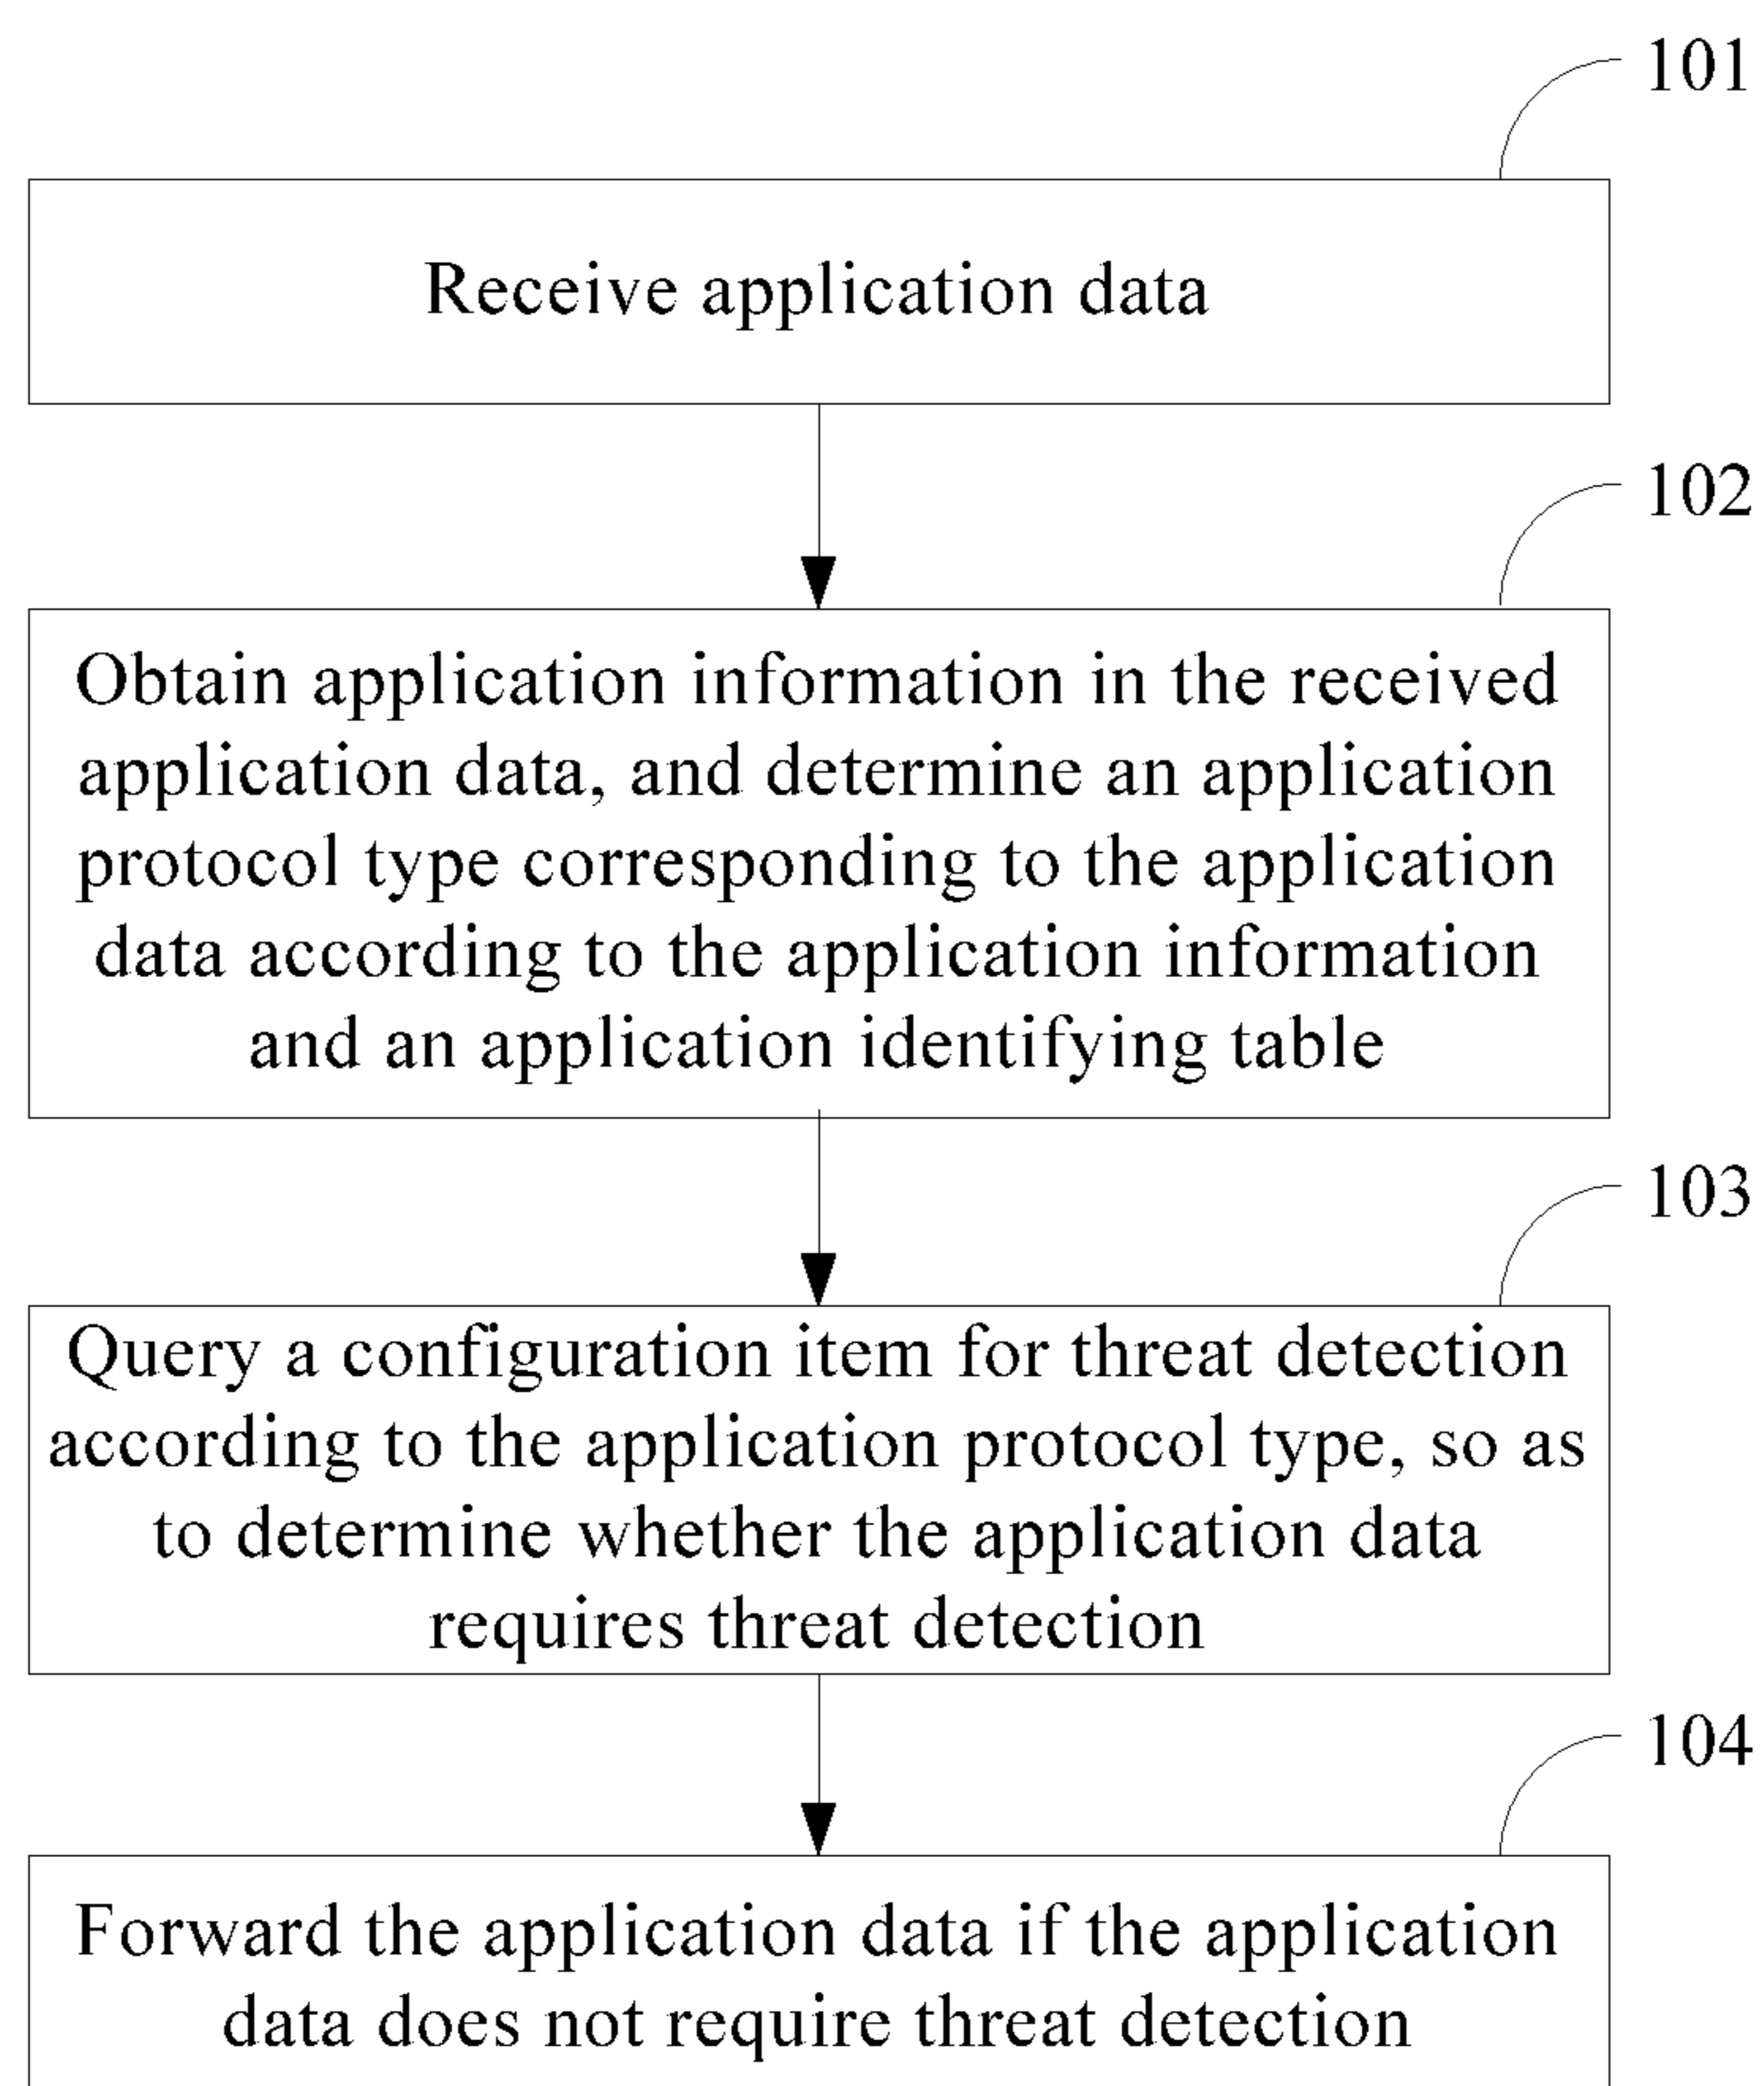 101
Receive application data
102
Obtain application information in the received
application data, and determine an application
protocol type corresponding to the application
data according to the application information
and an application identifying table
103
Query a configuration item for threat detection
according to the application protocol type, so as
to determine whether the application data
requires threat detection
104
Forward the application data if the application
data does not require threat detection